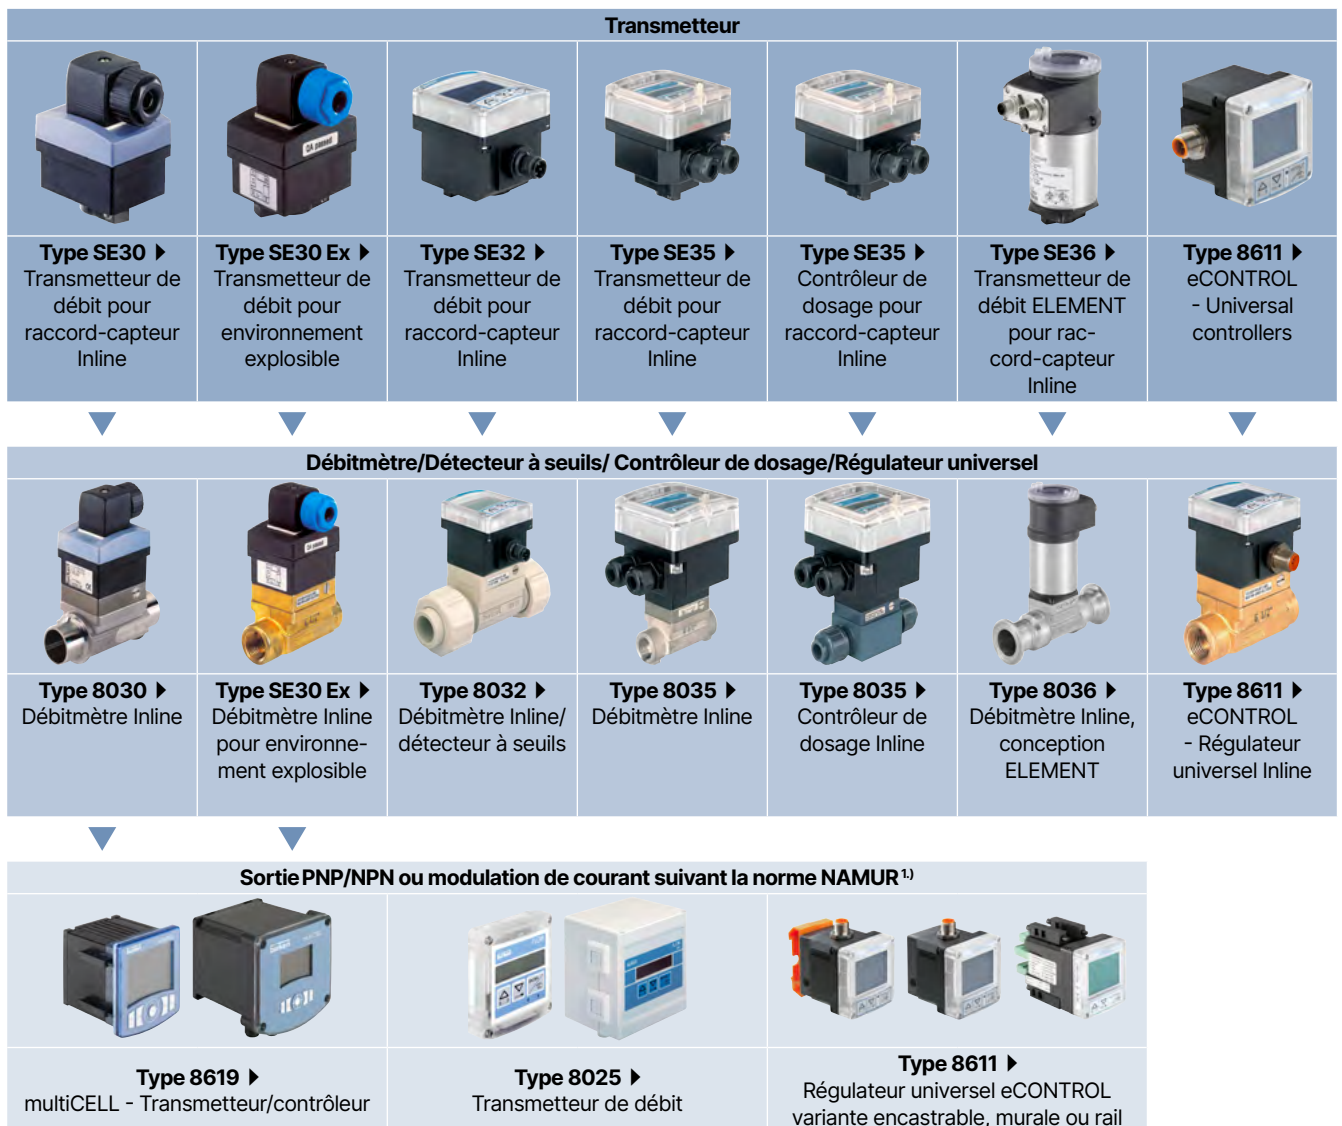 Transmetteur
QA passed
Type SE30
Transmetteur de
débit pour
raccord-capteur
Inline
Type SE30 Ex
Transmetteur de
débit pour
environnement
explosible
Type SE32
Transmetteur de
débit pour
raccord-capteur
Inline
Type SE35
Transmetteur de
débit pour
raccord-capteur
Inline
Type SE35
Contrôleur de
dosage pour
raccord-capteur
Inline
Type SE36
Transmetteur de
débit ELEMENT
pour rac-
cord-capteur
Inline
Type 8611
eCONTROL
- Universal
controllers
Débitmètre/Détecteur à seuils/ Contrôleur de dosage/Régulateur universel
QA passed
Type 8030
Débitmètre Inline
Type SE30 Ex
Débitmètre Inline
pour environne-
ment explosible
Type 8032
Débitmètre Inline/
détecteur à seuils
Type 8035
Débitmètre Inline
Type 8035
Contrôleur de
dosage Inline
Type 8036
Débitmètre Inline,
conception
ELEMENT
Type 8611
eCONTROL
- Régulateur
universel Inline
Sortie PNP/NPN ou modulation de courant suivant la norme NAMUR 1.)
Type 8619
multiCELL - Transmetteur/contrôleur
Type 8025
Transmetteur de débit
Type 8611
Régulateur universel eCONTROL
variante encastrable, murale ou rail